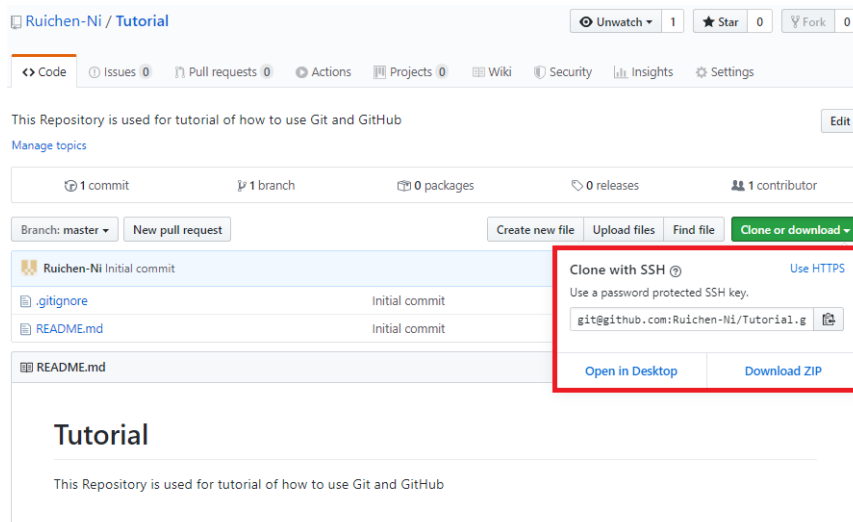 Ruichen-Ni / Tutorial
Unwatch 1 Star 0 Fork 0
Code Issues 0 Pull requests 0 Actions Projects 0 Wiki Security Insights Settings
This Repository is used for tutorial of how to use Git and GitHub
Edit
Manage topics
1 commit 1 branch 0 packages 0 releases 1 contributor
Branch: master New pull request Create new file Upload files Find file Clone or download
Ruichen-Ni Initial commit
.gitignore Initial commit
README.md Initial commit
Clone with SSH ? Use HTTPS
Use a password protected SSH key.
git@github.com:Ruichen-Ni/Tutorial.g
Open in Desktop Download ZIP
README.md
Tutorial
This Repository is used for tutorial of how to use Git and GitHub